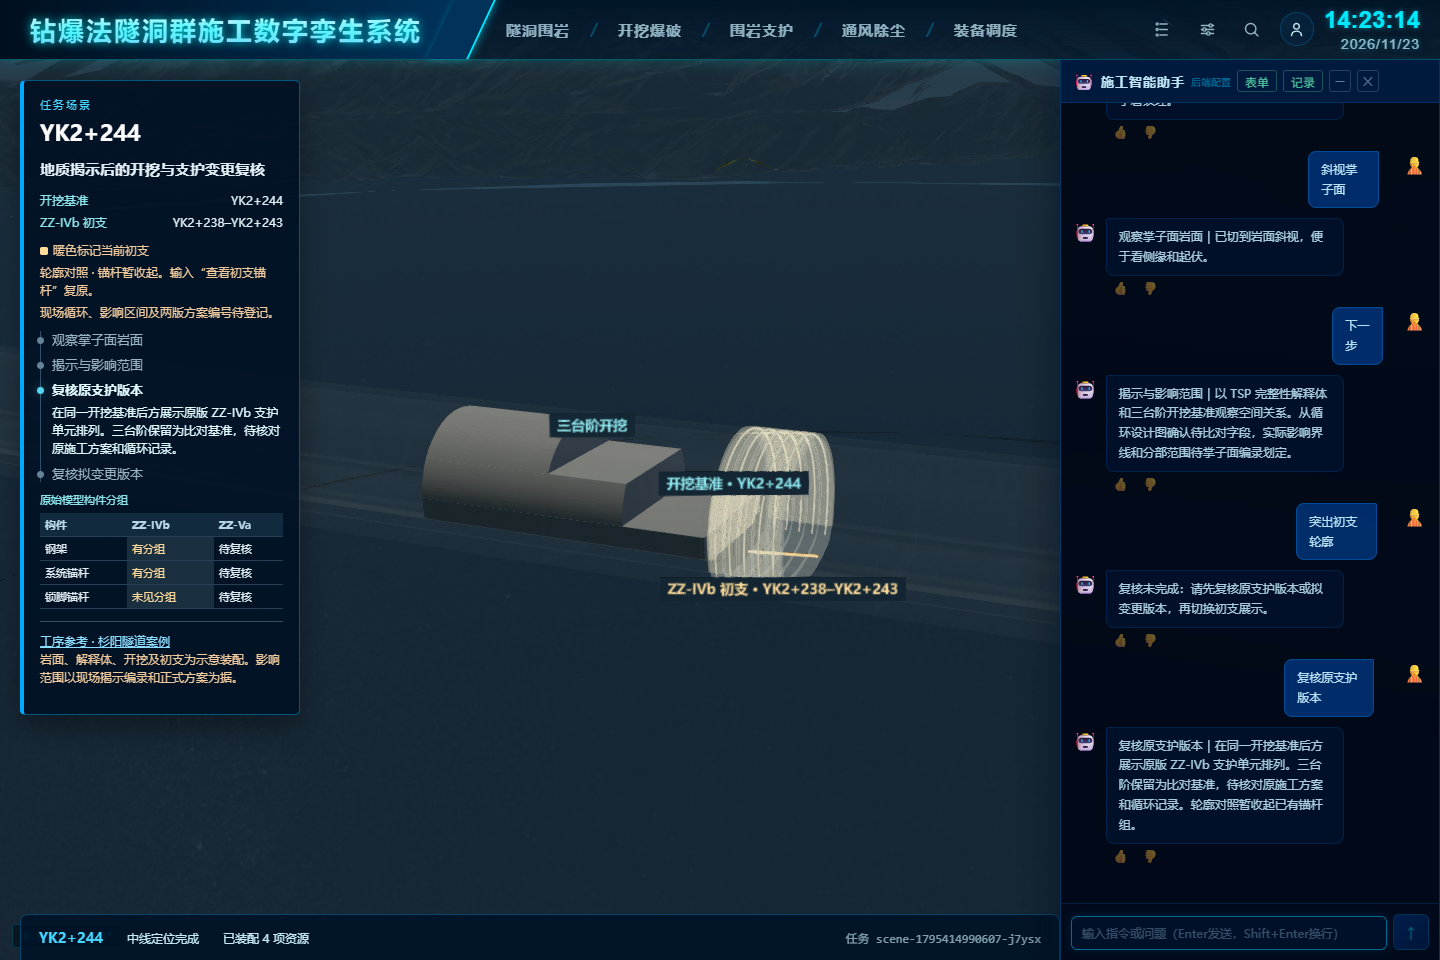 钻爆法隧洞群施工数字孪生系统
隧洞围岩 / 开挖爆破 / 围岩支护 / 通风除尘 / 装备调度
14:23:14
2026/11/23
任务场景
YK2+244
地质揭示后的开挖与支护变更复核
开挖基准 YK2+244
ZZ-IVb 初支 YK2+238—YK2+243
暖色标记当前初支
轮廓对照 · 锚杆暂收起。输入“查看初支锚
杆”复原。
现场循环、影响区间及两版方案编号待登记。
观察掌子面岩面
揭示与影响范围
复核原支护版本
在同一开挖基准后方展示原版 ZZ-IVb 支护
单元排列。三台阶保留为比对基准，待核对
原施工方案和循环记录。
复核拟变更版本
原始模型构件分组
构件 ZZ-IVb ZZ-Va
钢架 有分组 待复核
系统锚杆 有分组 待复核
锁脚锚杆 未见分组 待复核
工序参考 · 杉阳隧道案例
岩面、解释体、开挖及初支为示意装配。影响
范围以现场揭示编录和正式方案为据。
三台阶开挖
开挖基准 · YK2+244
ZZ-IVb 初支 · YK2+238—YK2+243
YK2+244 中线定位完成 已装配 4 项资源
任务 scene-1795414990607-j7ysx
施工智能助手 后端配置 表单 记录
斜视掌
子面
观察掌子面岩面 | 已切到岩面斜视，便
于看侧缘和起伏。
下一
步
揭示与影响范围 | 以 TSP 完整性解释体
和三台阶开挖基准观察空间关系。从循
环设计图确认待比对字段，实际影响界
线和分部范围待掌子面编录划定。
突出初支
轮廓
复核未完成：请先复核原支护版本或拟
变更版本，再切换初支展示。
复核原支护
版本
复核原支护版本 | 在同一开挖基准后方
展示原版 ZZ-IVb 支护单元排列。三台
阶保留为比对基准，待核对原施工方案
和循环记录。轮廓对照暂收起已有锚杆
组。
输入指令或问题（Enter发送，Shift+Enter换行）